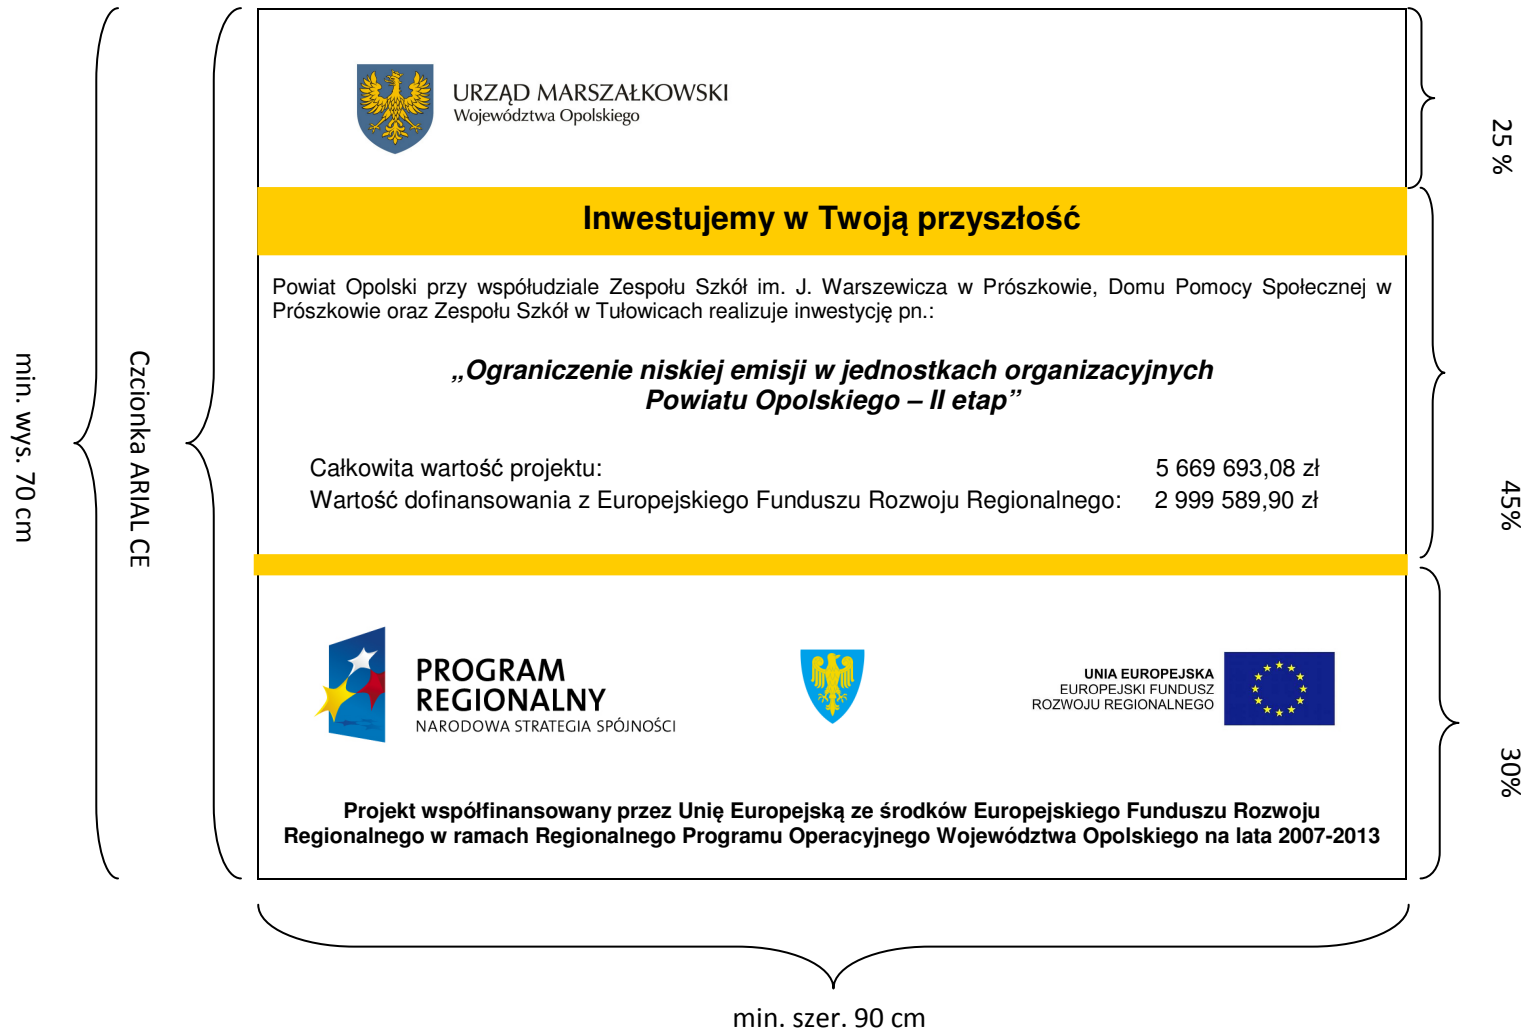 URZĄD MARSZAŁKOWSKI
Województwa Opolskiego
25 %
Inwestujemy w Twoją przyszłość
Powiat Opolski przy współudziale Zespołu Szkół im. J. Warszewicza w Prószkowie, Domu Pomocy Społecznej w
Prószkowie oraz Zespołu Szkół w Tułowicach realizuje inwestycję pn.:
„Ograniczenie niskiej emisji w jednostkach organizacyjnych
Powiatu Opolskiego – II etap”
Całkowita wartość projektu: 5 669 693,08 zł
Wartość dofinansowania z Europejskiego Funduszu Rozwoju Regionalnego: 2 999 589,90 zł
45%
min. wys. 70 cm
Czcionka ARIAL CE
PROGRAM
REGIONALNY
NARODOWA STRATEGIA SPÓJNOŚCI
UNIA EUROPEJSKA
EUROPEJSKI FUNDUSZ
ROZWOJU REGIONALNEGO
30%
Projekt współfinansowany przez Unię Europejską ze środków Europejskiego Funduszu Rozwoju
Regionalnego w ramach Regionalnego Programu Operacyjnego Województwa Opolskiego na lata 2007-2013
min. szer. 90 cm